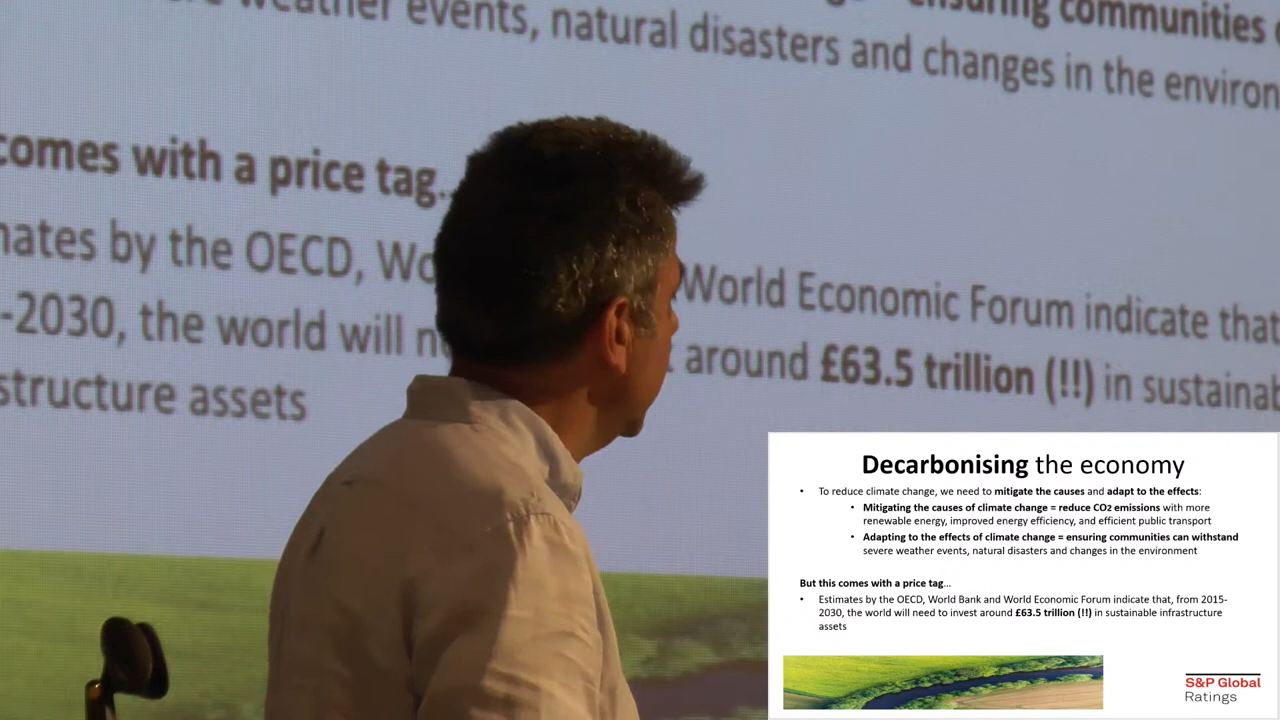 weather events, natural disasters and changes in the environ
ensuring communities
comes with a price tag..
mates by the OECD, Wo World Economic Forum indicate that
-2030, the world will ne t around £63.5 trillion (!!) in sustainab
structure assets
Decarbonising the economy
• To reduce climate change, we need to mitigate the causes and adapt to the effects:
• Mitigating the causes of climate change = reduce CO2 emissions with more
renewable energy, improved energy efficiency, and efficient public transport
• Adapting to the effects of climate change = ensuring communities can withstand
severe weather events, natural disasters and changes in the environment
But this comes with a price tag...
• Estimates by the OECD, World Bank and World Economic Forum indicate that, from 2015-
2030, the world will need to invest around £63.5 trillion (!!) in sustainable infrastructure
assets
S&P Global
Ratings